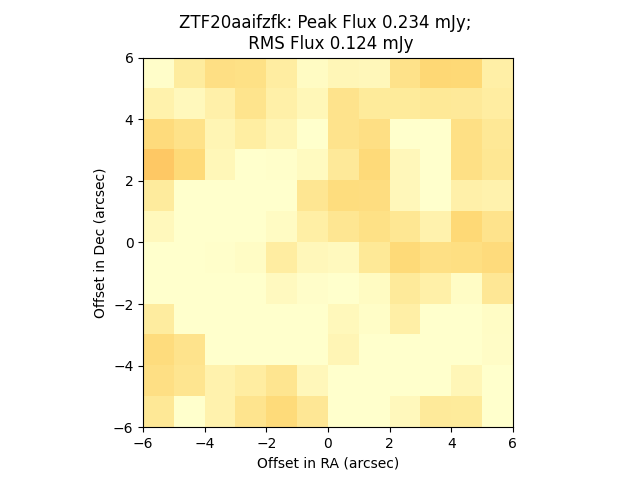 ZTF20aaifzfk: Peak Flux 0.234 mJy;
RMS Flux 0.124 mJy
6
4
2
0
−2
−4
−6
Offset in Dec (arcsec)
−6 −4 −2 0 2 4 6
Offset in RA (arcsec)